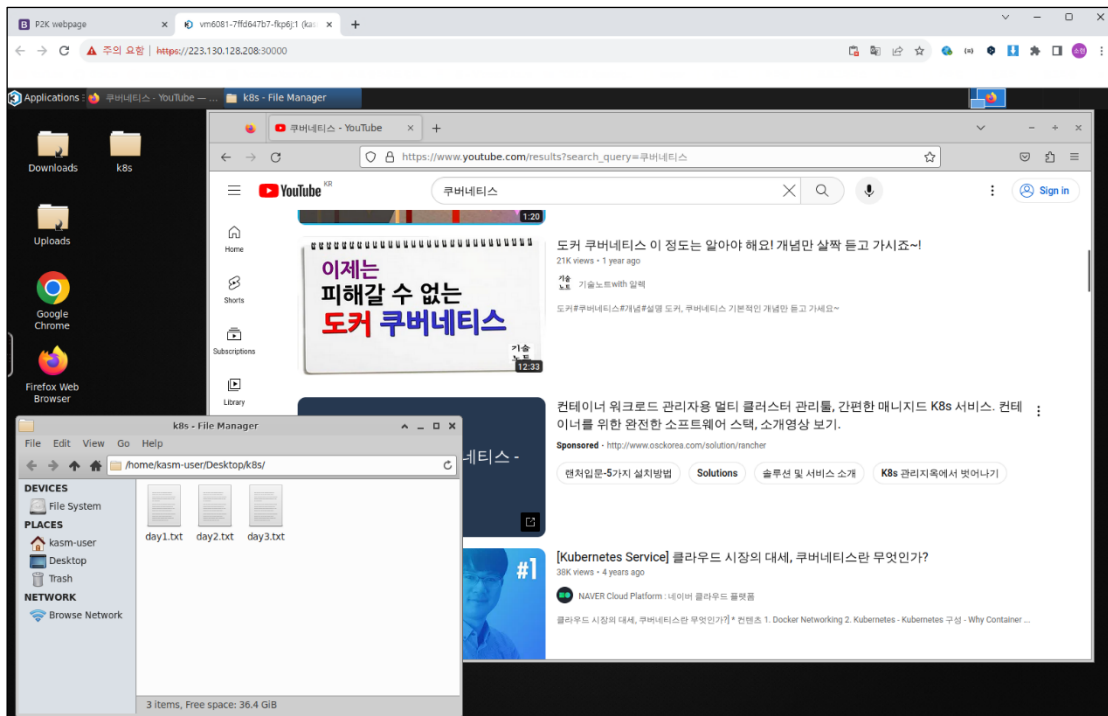 P2K webpage
vm6081-7ffd647b7-fkp6j:1 (kas
주의 요함
https://223.130.128.208:30000
Applications
쿠버네티스 - YouTube — ...
k8s - File Manager
Downloads
k8s
Uploads
Google
Chrome
Firefox Web
Browser
쿠버네티스 - YouTube
https://www.youtube.com/results?search_query=쿠버네티스
YouTube KR
쿠버네티스
Sign in
Home
Shorts
Subscriptions
Library
1:20
이제는
피해갈 수 없는
도커 쿠버네티스
기술
노트
12:33
도커 쿠버네티스 이 정도는 알아야 해요! 개념만 살짝 듣고 가시죠~!
21K views • 1 year ago
기술노트with 알렉
도커#쿠버네티스#개념#설명 도커, 쿠버네티스 기본적인 개념만 듣고 가세요~
네티스 -
컨테이너 워크로드 관리자용 멀티 클러스터 관리툴, 간편한 매니지드 K8s 서비스. 컨테
이너를 위한 완전한 소프트웨어 스택, 소개영상 보기.
Sponsored • http://www.osckorea.com/solution/rancher
랜처입문-5가지 설치방법
Solutions
솔루션 및 서비스 소개
K8s 관리지옥에서 벗어나기
#1
[Kubernetes Service] 클라우드 시장의 대세, 쿠버네티스란 무엇인가?
38K views • 4 years ago
NAVER Cloud Platform : 네이버 클라우드 플랫폼
클라우드 시장의 대세, 쿠버네티스란 무엇인가?] * 컨텐츠 1. Docker Networking 2. Kubernetes - Kubernetes 구성 - Why Container ...
k8s - File Manager
File Edit View Go Help
/home/kasm-user/Desktop/k8s/
DEVICES
File System
PLACES
kasm-user
Desktop
Trash
NETWORK
Browse Network
day1.txt
day2.txt
day3.txt
3 items, Free space: 36.4 GiB